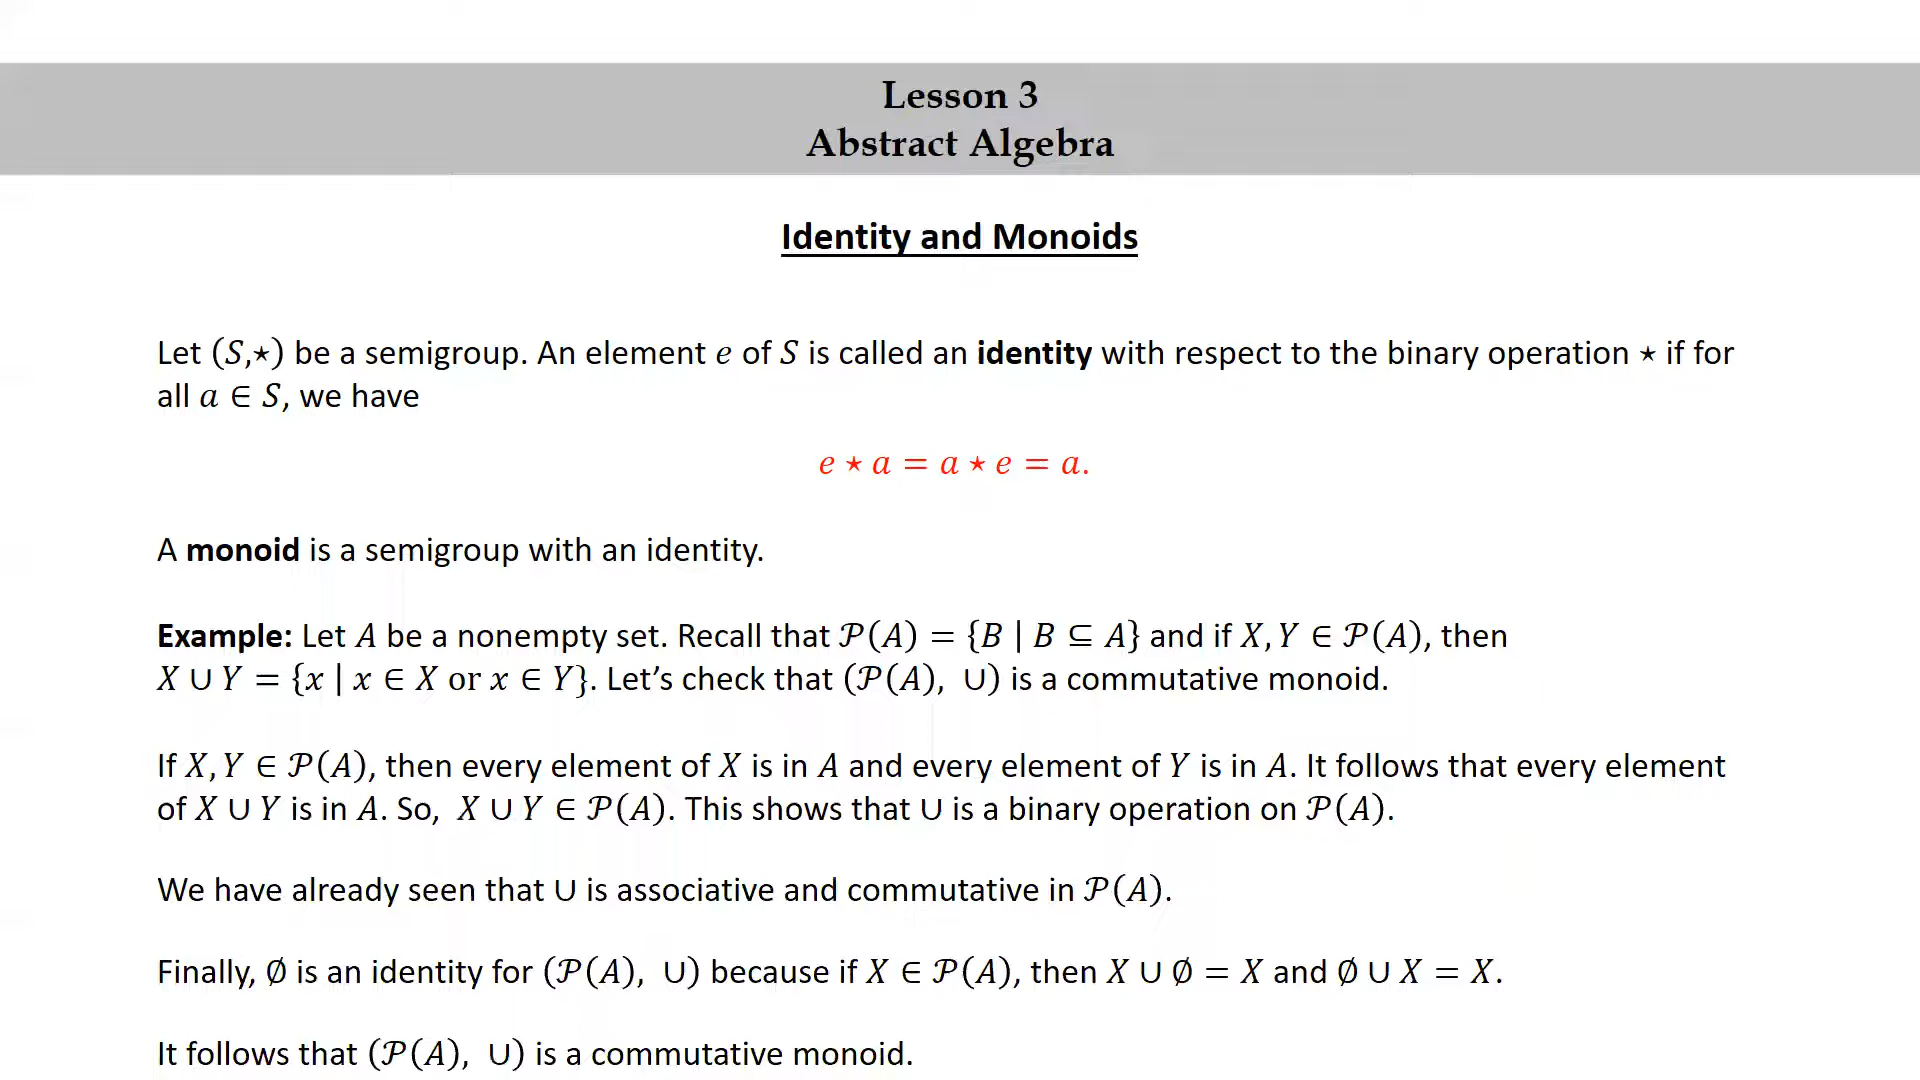 Lesson 3
Abstract Algebra
Identity and Monoids
Let (S,⋆) be a semigroup. An element e of S is called an identity with respect to the binary operation ⋆ if for
all a ∈ S, we have
e ⋆ a = a ⋆ e = a.
A monoid is a semigroup with an identity.
Example: Let A be a nonempty set. Recall that 𝒫(A) = {B | B ⊆ A} and if X, Y ∈ 𝒫(A), then
X ∪ Y = {x | x ∈ X or x ∈ Y}. Let’s check that (𝒫(A), ∪) is a commutative monoid.
If X, Y ∈ 𝒫(A), then every element of X is in A and every element of Y is in A. It follows that every element
of X ∪ Y is in A. So, X ∪ Y ∈ 𝒫(A). This shows that ∪ is a binary operation on 𝒫(A).
We have already seen that ∪ is associative and commutative in 𝒫(A).
Finally, ∅ is an identity for (𝒫(A), ∪) because if X ∈ 𝒫(A), then X ∪ ∅ = X and ∅ ∪ X = X.
It follows that (𝒫(A), ∪) is a commutative monoid.